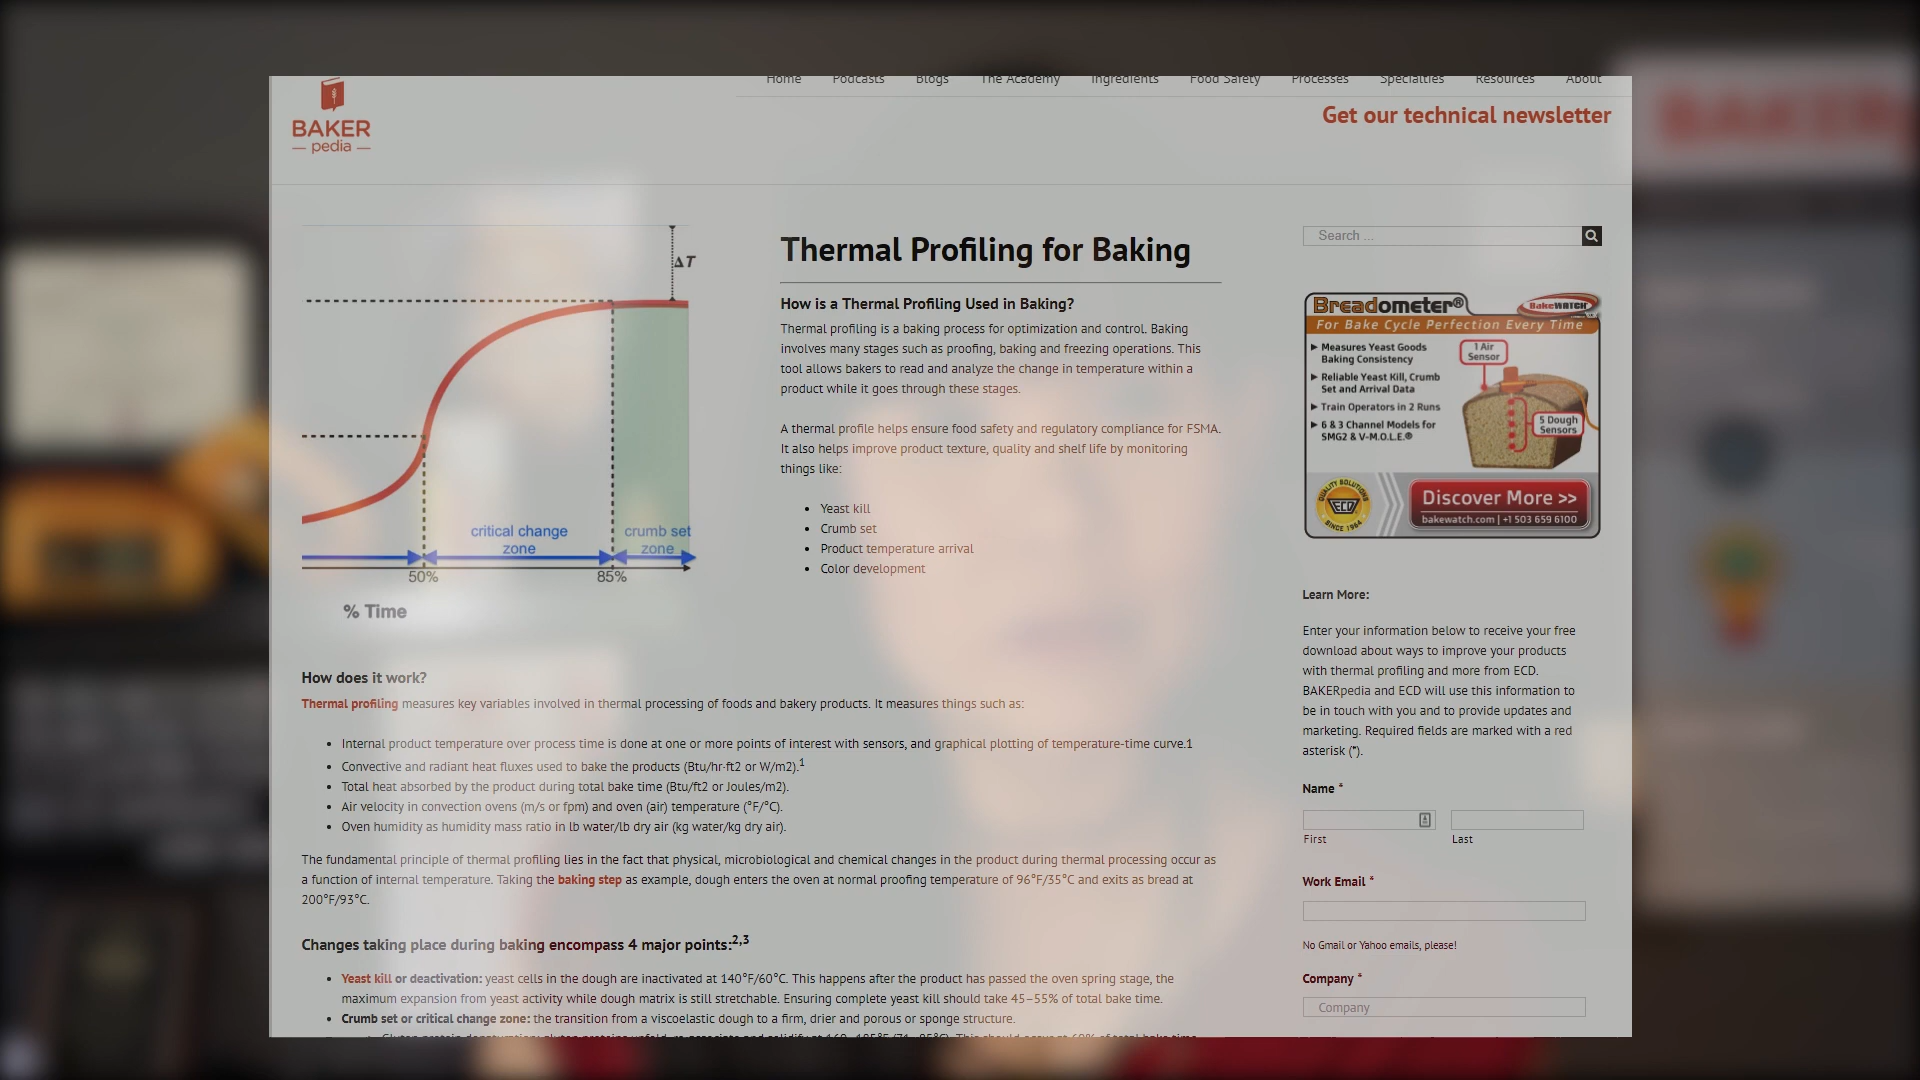 Home Podcasts Blogs The Academy Ingredients Food Safety Processes Specialties Resources About
BAKER
pedia
Get our technical newsletter
ΔT
critical change
zone
crumb set
zone
50% 85%
% Time
Thermal Profiling for Baking
How is a Thermal Profiling Used in Baking?
Thermal profiling is a baking process for optimization and control. Baking
involves many stages such as proofing, baking and freezing operations. This
tool allows bakers to read and analyze the change in temperature within a
product while it goes through these stages.
A thermal profile helps ensure food safety and regulatory compliance for FSMA.
It also helps improve product texture, quality and shelf life by monitoring
things like:
• Yeast kill
• Crumb set
• Product temperature arrival
• Color development
How does it work?
Thermal profiling measures key variables involved in thermal processing of foods and bakery products. It measures things such as:
• Internal product temperature over process time is done at one or more points of interest with sensors, and graphical plotting of temperature-time curve.1
• Convective and radiant heat fluxes used to bake the products (Btu/hr·ft2 or W/m2).1
• Total heat absorbed by the product during total bake time (Btu/ft2 or Joules/m2).
• Air velocity in convection ovens (m/s or fpm) and oven (air) temperature (°F/°C).
• Oven humidity as humidity mass ratio in lb water/lb dry air (kg water/kg dry air).
The fundamental principle of thermal profiling lies in the fact that physical, microbiological and chemical changes in the product during thermal processing occur as
a function of internal temperature. Taking the baking step as example, dough enters the oven at normal proofing temperature of 96°F/35°C and exits as bread at
200°F/93°C.
Changes taking place during baking encompass 4 major points:2,3
• Yeast kill or deactivation: yeast cells in the dough are inactivated at 140°F/60°C. This happens after the product has passed the oven spring stage, the
maximum expansion from yeast activity while dough matrix is still stretchable. Ensuring complete yeast kill should take 45–55% of total bake time.
• Crumb set or critical change zone: the transition from a viscoelastic dough to a firm, drier and porous or sponge structure.
Search ...
Breadometer®
BakeWATCH
For Bake Cycle Perfection Every Time
Measures Yeast Goods
Baking Consistency
Reliable Yeast Kill, Crumb
Set and Arrival Data
Train Operators in 2 Runs
6 & 3 Channel Models for
SMG2 & V-M.O.L.E.®
1 Air
Sensor
5 Dough
Sensors
QUALITY SOLUTIONS
ECD
SINCE 1964
Discover More >>
bakewatch.com | +1 503 659 6100
Learn More:
Enter your information below to receive your free
download about ways to improve your products
with thermal profiling and more from ECD.
BAKERpedia and ECD will use this information to
be in touch with you and to provide updates and
marketing. Required fields are marked with a red
asterisk (*).
Name *
First Last
Work Email *
No Gmail or Yahoo emails, please!
Company *
Company